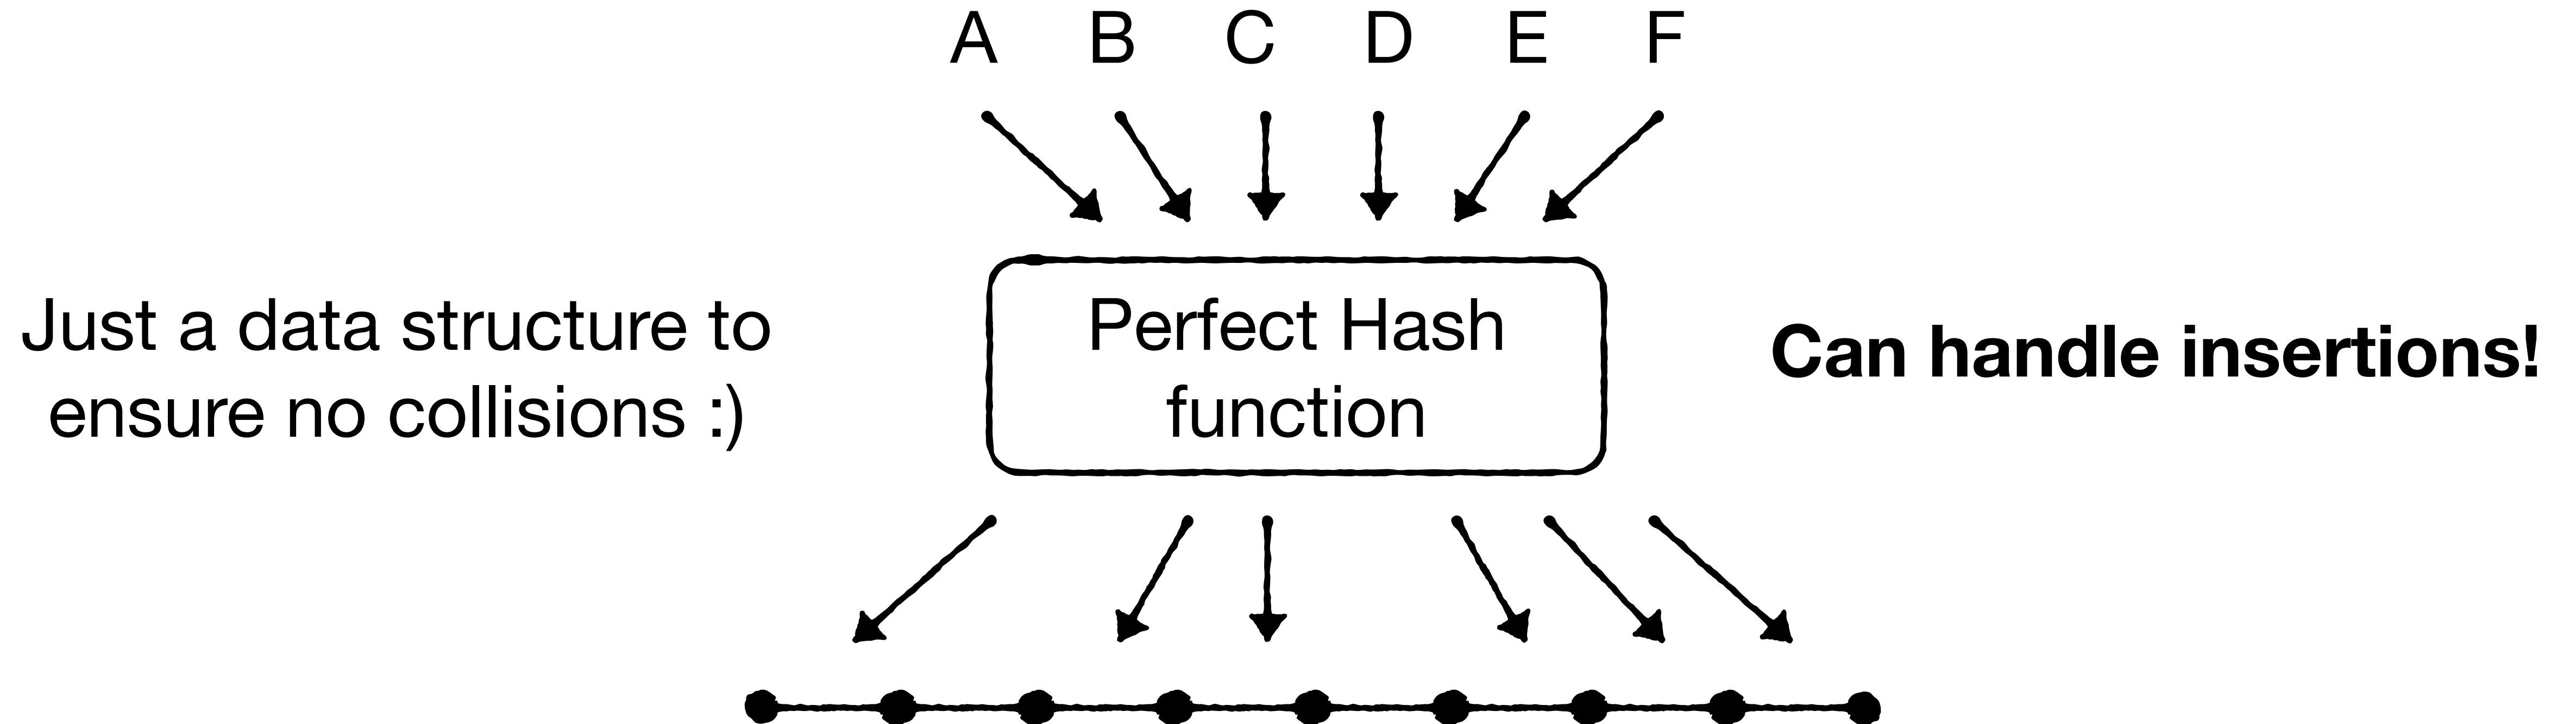 A B C D E F
Just a data structure to
ensure no collisions :)
Perfect Hash
function
Can handle insertions!